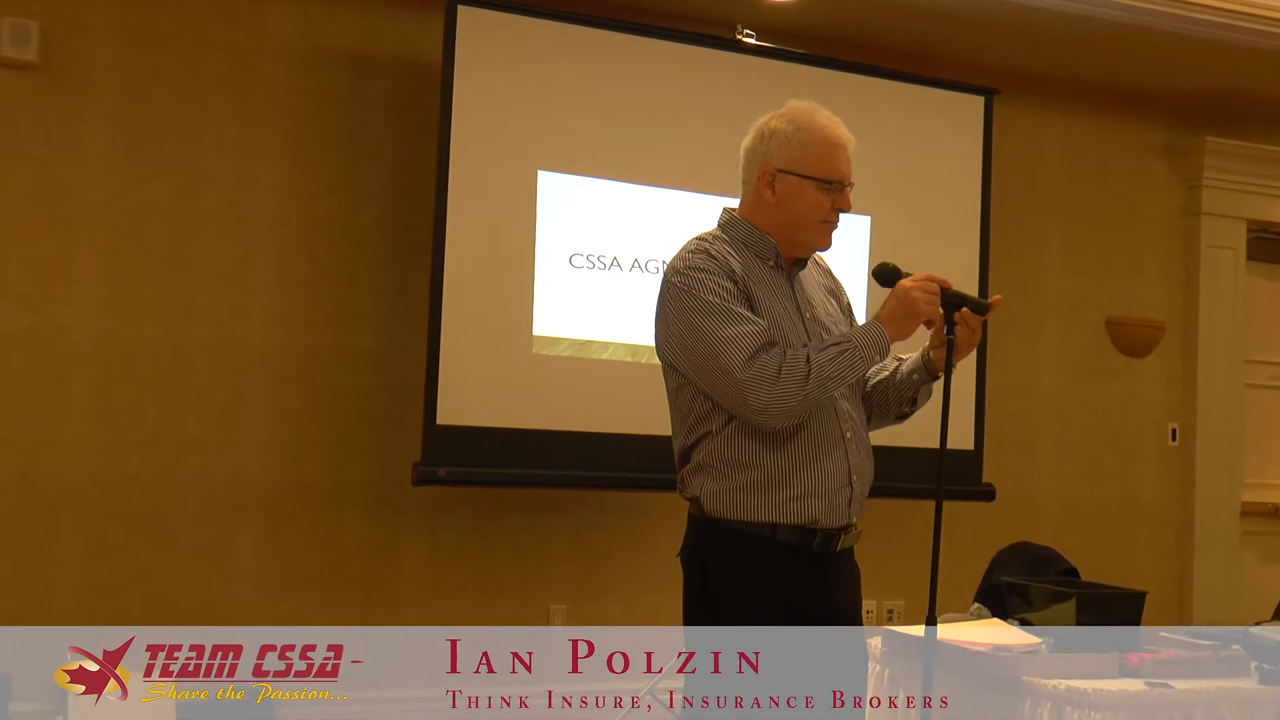 CSSA AG
TEAM CSSA
Share the Passion...
IAN POLZIN
THINK INSURE, INSURANCE BROKERS